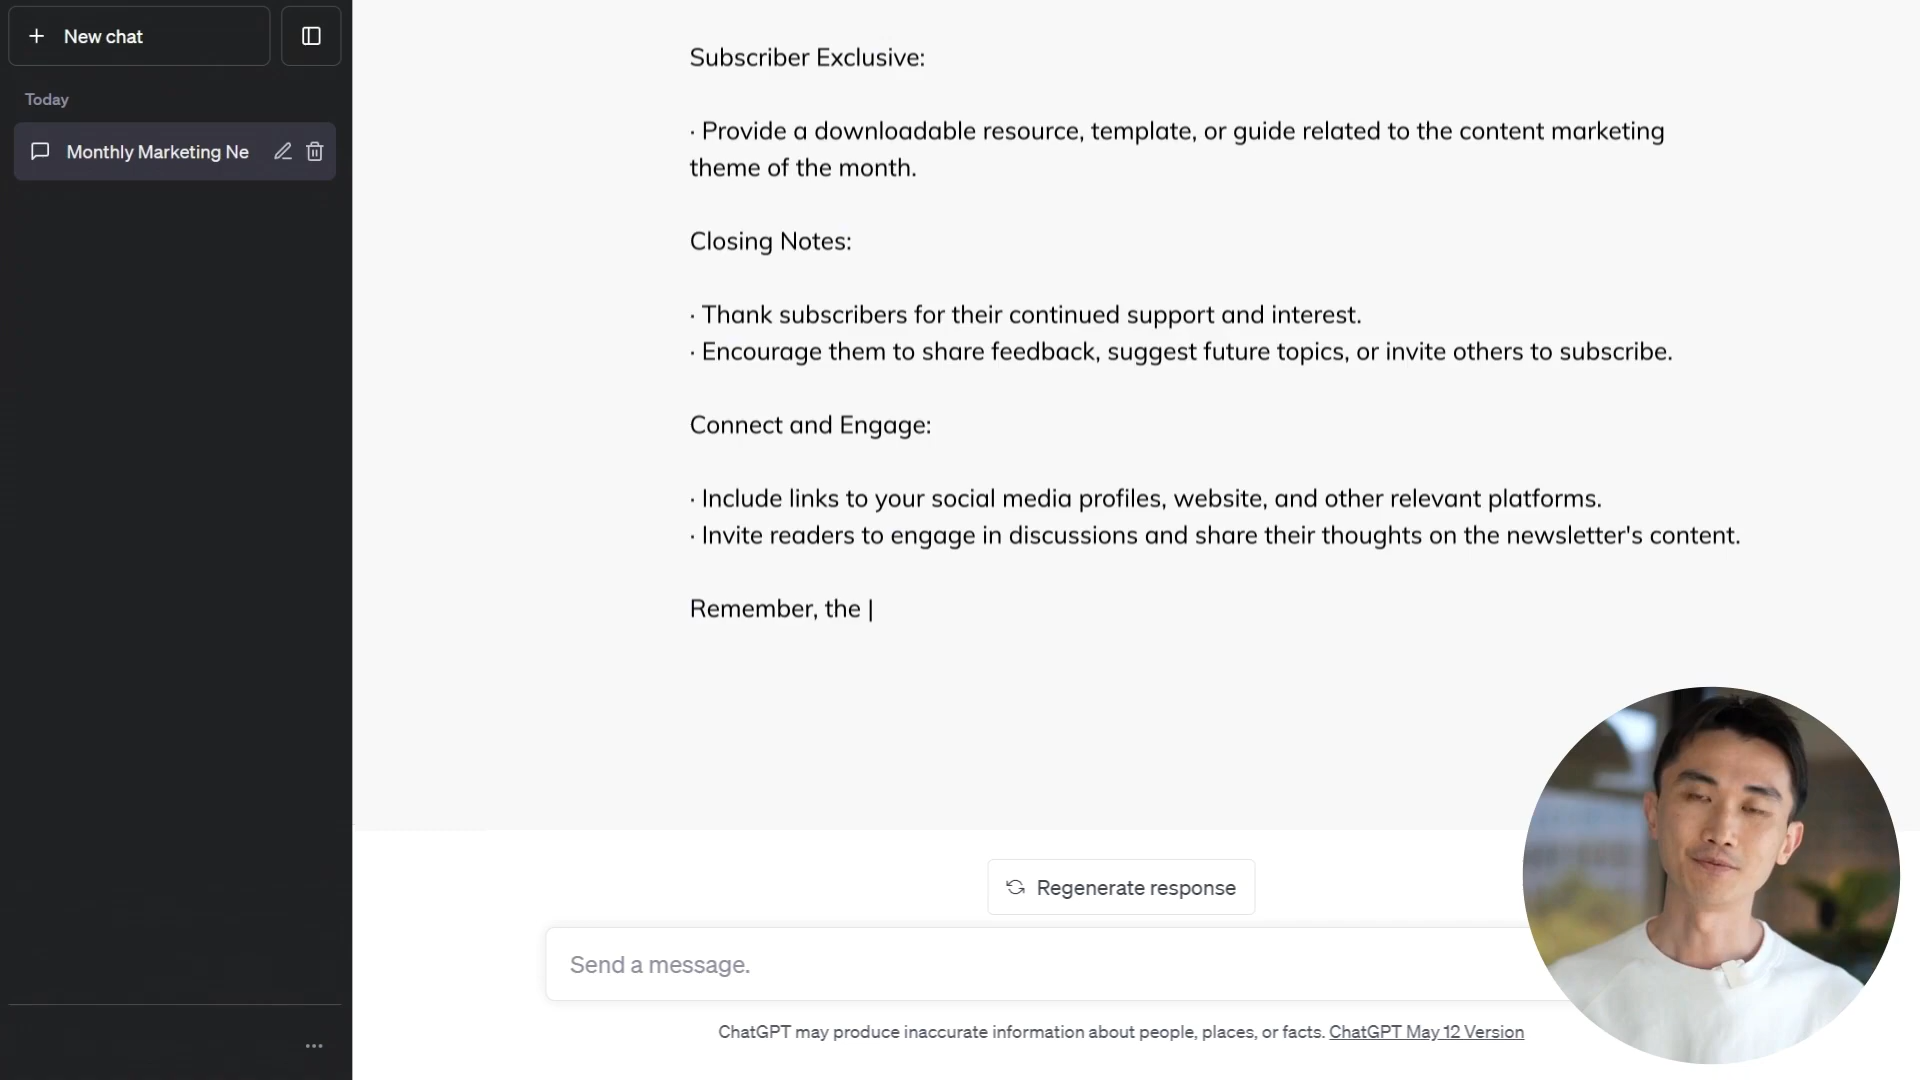 New chat
Today
Monthly Marketing Ne
Subscriber Exclusive:
· Provide a downloadable resource, template, or guide related to the content marketing
theme of the month.
Closing Notes:
· Thank subscribers for their continued support and interest.
· Encourage them to share feedback, suggest future topics, or invite others to subscribe.
Connect and Engage:
· Include links to your social media profiles, website, and other relevant platforms.
· Invite readers to engage in discussions and share their thoughts on the newsletter's content.
Remember, the |
Regenerate response
Send a message.
ChatGPT may produce inaccurate information about people, places, or facts. ChatGPT May 12 Version